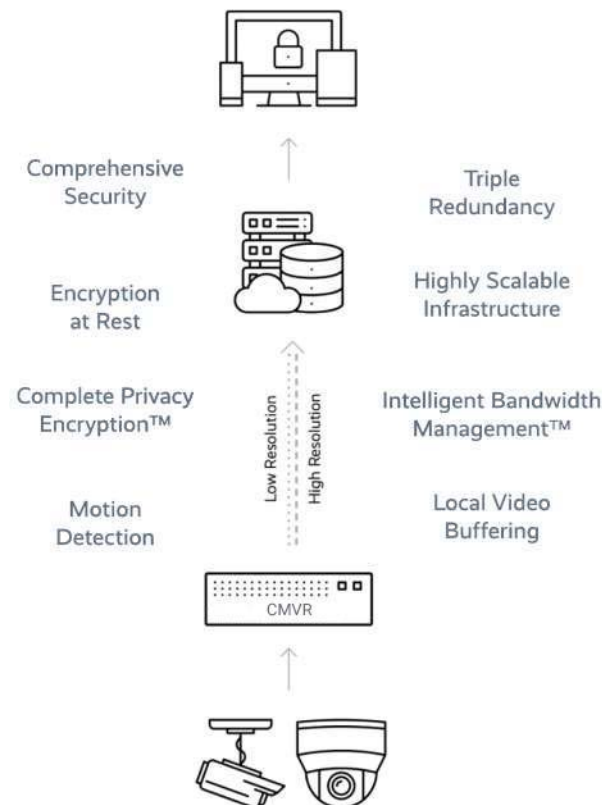 Comprehensive
Security
Triple
Redundancy
Encryption
at Rest
Highly Scalable
Infrastructure
Complete Privacy
Encryption™
Low Resolution
High Resolution
Intelligent Bandwidth
Management™
Motion
Detection
Local Video
Buffering
CMVR